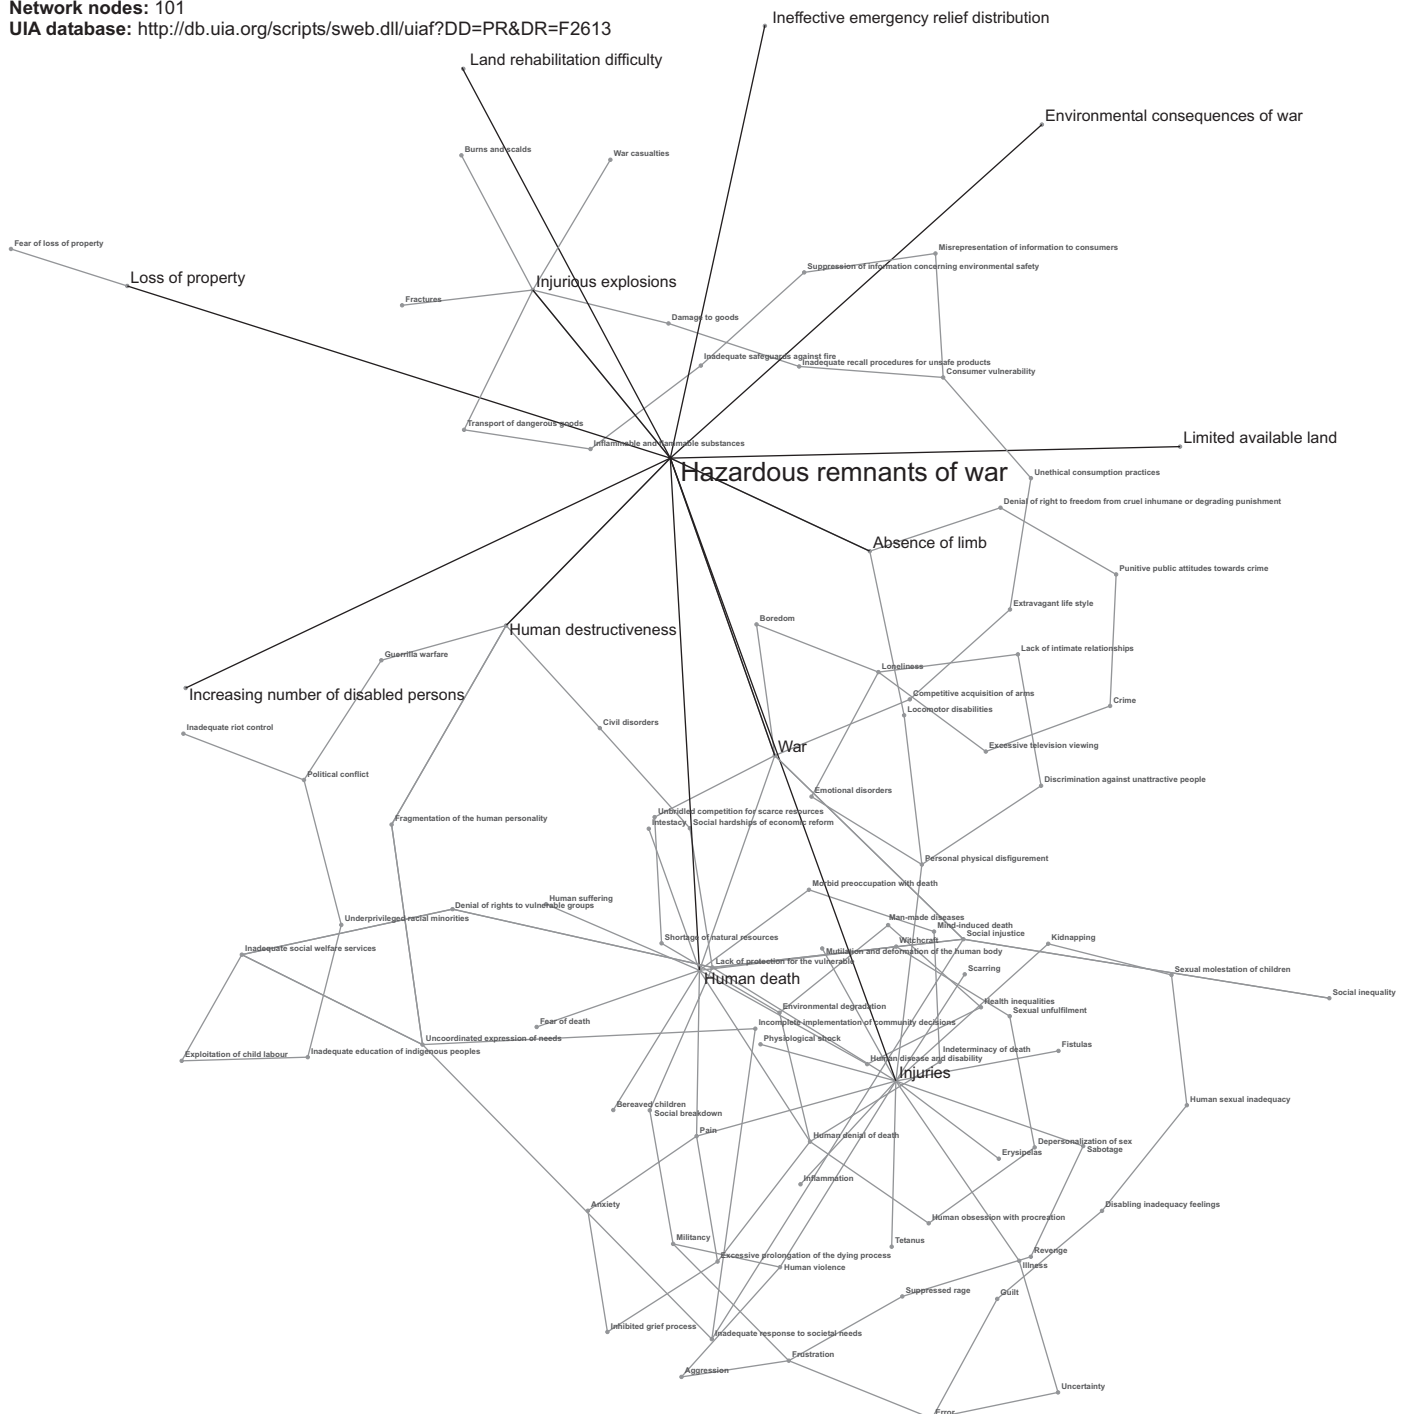 Network nodes: 101
Ineffective emergency relief distribution
UIA database: http://db.uia.org/scripts/sweb.dll/uiaf?DD=PR&DR=F2613
Land rehabilitation difficulty
Environmental consequences of war
Burns and scalds
War casualties
Fear of loss of property
Misrepresentation of information to consumers
Suppression of information concerning environmental safety
Loss of property
Injurious explosions
Fractures
Damage to goods
Inadequate safeguards against fire
Inadequate recall procedures for unsafe products
Consumer vulnerability
Transport of dangerous goods
Inflammable and flammable substances
Limited available land
Hazardous remnants of war
Unethical consumption practices
Denial of right to freedom from cruel inhumane or degrading punishment
Absence of limb
Punitive public attitudes towards crime
Extravagant life style
Boredom
Human destructiveness
Guerrilla warfare
Lack of intimate relationships
Loneliness
Increasing number of disabled persons
Competitive acquisition of arms
Crime
Locomotor disabilities
Civil disorders
Inadequate riot control
War
Excessive television viewing
Political conflict
Discrimination against unattractive people
Emotional disorders
Unbridled competition for scarce resources
Fragmentation of the human personality
Intestacy
Social hardships of economic reform
Personal physical disfigurement
Morbid preoccupation with death
Human suffering
Denial of rights to vulnerable groups
Underprivileged racial minorities
Man-made diseases
Mind-induced death
Social injustice
Shortage of natural resources
Witchcraft
Kidnapping
Inadequate social welfare services
Mutilation and deformation of the human body
Lack of protection for the vulnerable
Scarring
Sexual molestation of children
Human death
Social inequality
Environmental degradation
Health inequalities
Sexual unfulfilment
Fear of death
Incomplete implementation of community decisions
Uncoordinated expression of needs
Physiological shock
Fistulas
Exploitation of child labour
Inadequate education of indigenous peoples
Indeterminacy of death
Human disease and disability
Injuries
Human sexual inadequacy
Bereaved children
Social breakdown
Pain
Human denial of death
Depersonalization of sex
Sabotage
Erysipelas
Inflammation
Anxiety
Disabling inadequacy feelings
Human obsession with procreation
Militancy
Tetanus
Excessive prolongation of the dying process
Revenge
Human violence
Illness
Suppressed rage
Guilt
Inhibited grief process
Inadequate response to societal needs
Frustration
Aggression
Uncertainty
Error